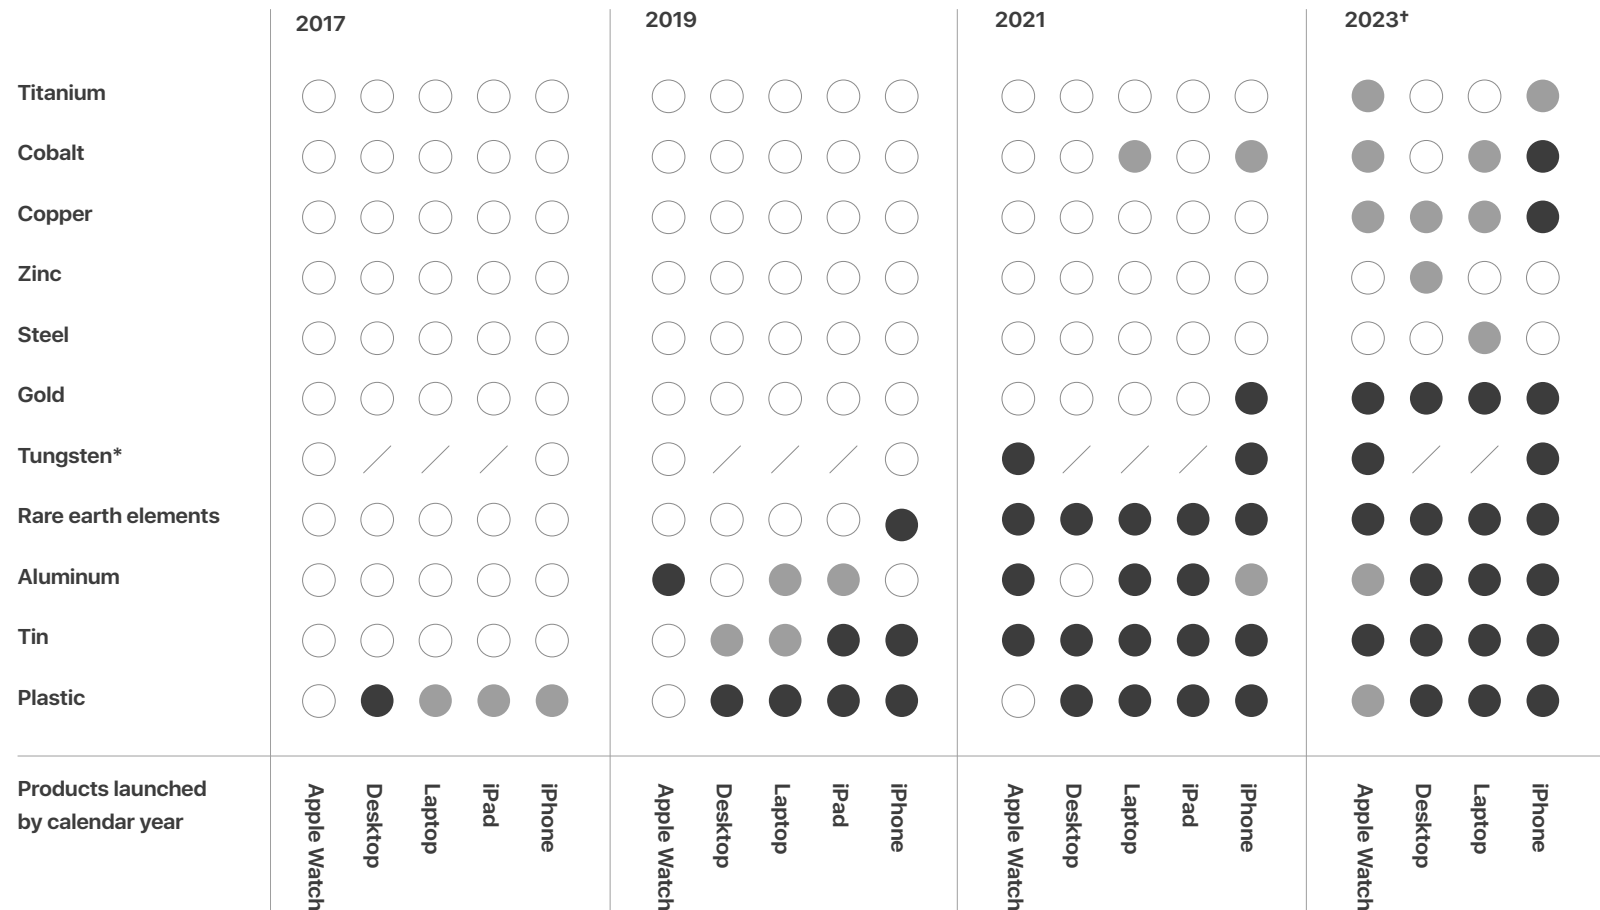 2017
2019
2021
2023†
Titanium
Cobalt
Copper
Zinc
Steel
Gold
Tungsten*
Rare earth elements
Aluminum
Tin
Plastic
Products launched
by calendar year
Apple Watch
Desktop
Laptop
iPad
iPhone
Apple Watch
Desktop
Laptop
iPad
iPhone
Apple Watch
Desktop
Laptop
iPad
iPhone
Apple Watch
Desktop
Laptop
iPhone